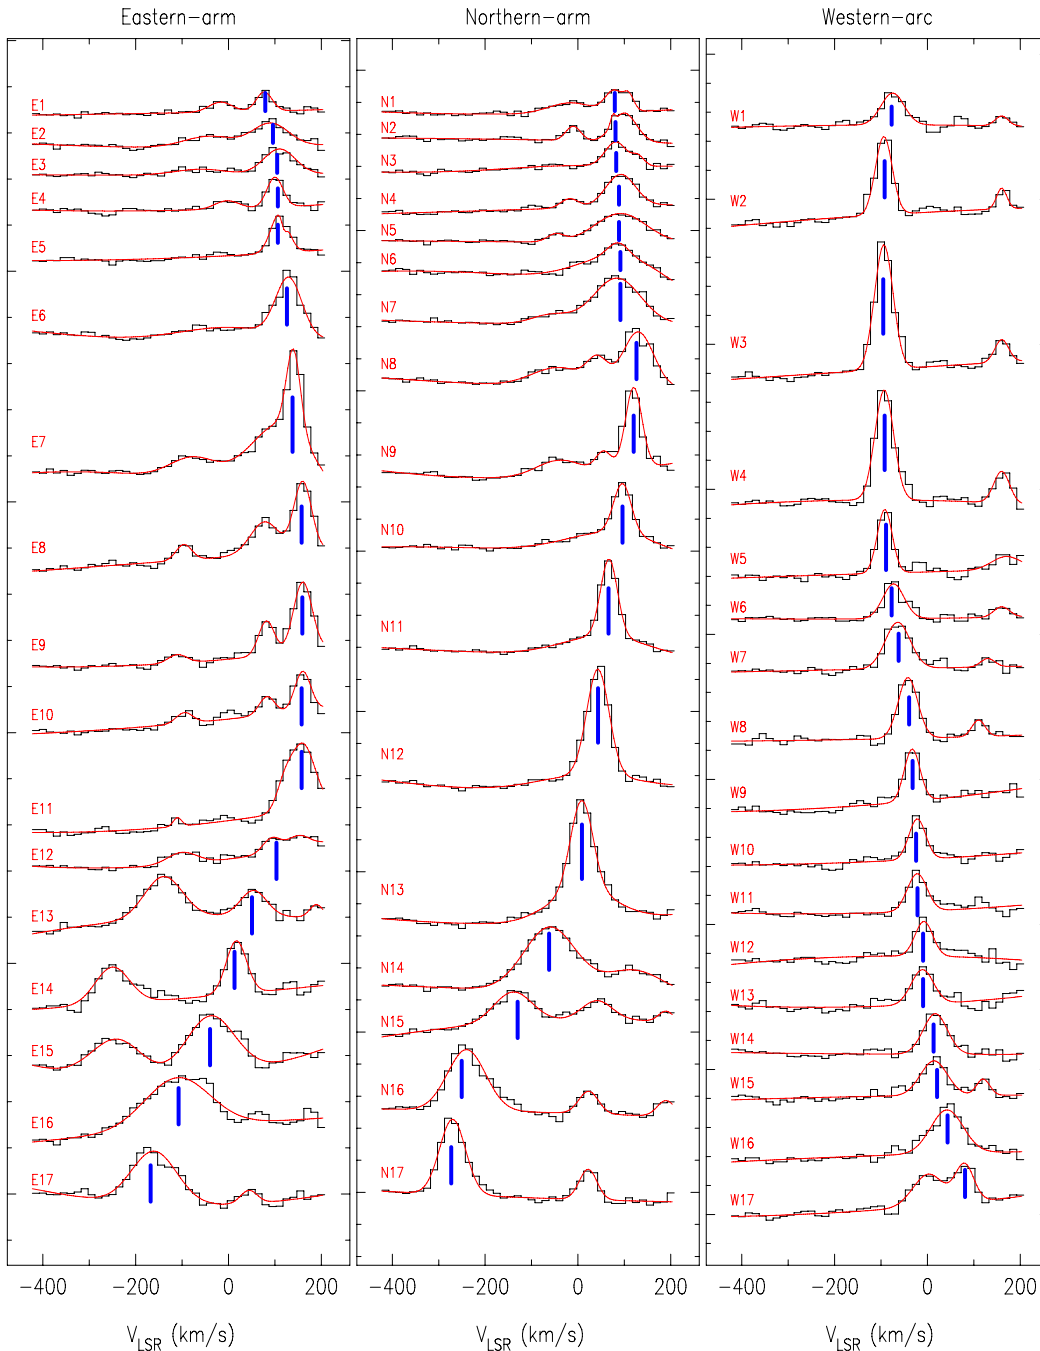 Eastern-arm
Northern-arm
Western-arc
E1
E2
E3
E4
E5
E6
E7
E8
E9
E10
E11
E12
E13
E14
E15
E16
E17
N1
N2
N3
N4
N5
N6
N7
N8
N9
N10
N11
N12
N13
N14
N15
N16
N17
W1
W2
W3
W4
W5
W6
W7
W8
W9
W10
W11
W12
W13
W14
W15
W16
W17
−400 −200 0 200
−400 −200 0 200
−400 −200 0 200
V_LSR (km/s)
V_LSR (km/s)
V_LSR (km/s)